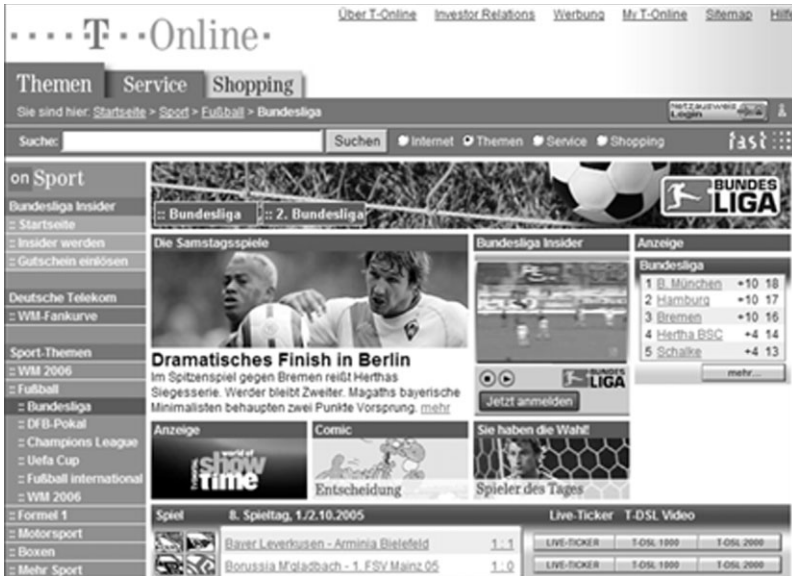 Über T-Online Investor Relations Werbung My T-Online Sitemap Hilfe
T Online
Themen Service Shopping
Sie sind hier: Startseite > Sport > Fußball > Bundesliga
Netzausweis Login
Suche: Suchen Internet Themen Service Shopping fast
on Sport
Bundesliga Insider
:: Startseite
:: Insider werden
:: Gutschein einlösen
Deutsche Telekom
:: WM-Fankurve
Sport-Themen
:: WM 2006
:: Fußball
:: Bundesliga
:: DFB-Pokal
:: Champions League
:: Uefa Cup
:: Fußball international
:: WM 2006
:: Formel 1
:: Motorsport
:: Boxen
:: Mehr Sport
:: Bundesliga :: 2. Bundesliga
BUNDES
LIGA
Die Samstagsspiele
Dramatisches Finish in Berlin
Im Spitzenspiel gegen Bremen reißt Herthas
Siegesserie. Werder bleibt Zweiter. Magaths bayerische
Minimalisten behaupten zwei Punkte Vorsprung. mehr
Bundesliga Insider
BUNDES
LIGA
Jetzt anmelden
Anzeige
Bundesliga
1 B. München +10 18
2 Hamburg +10 17
3 Bremen +10 16
4 Hertha BSC +4 14
5 Schalke +4 13
mehr...
Anzeige
world of
show
Time
Comic
Entscheidung
Sie haben die Wahl!
Spieler des Tages
Spiel 8. Spieltag, 1./2.10.2005 Live-Ticker T-DSL Video
Bayer Leverkusen - Arminia Bielefeld 1 : 1 LIVE-TICKER T-DSL 1000 T-DSL 2000
Borussia M'gladbach - 1. FSV Mainz 05 1 : 0 LIVE-TICKER T-DSL 1000 T-DSL 2000